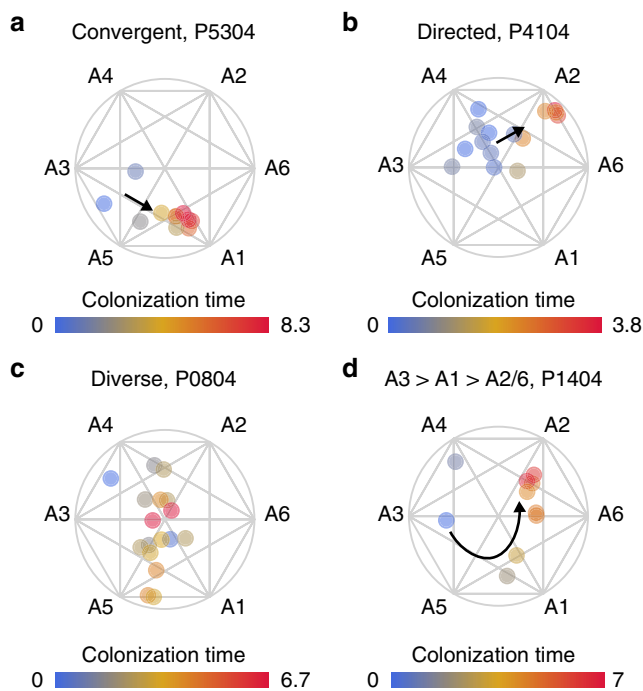 a
Convergent, P5304
A4
A2
A3
A6
A5
A1
Colonization time
0
8.3
b
Directed, P4104
A4
A2
A3
A6
A5
A1
Colonization time
0
3.8
c
Diverse, P0804
A4
A2
A3
A6
A5
A1
Colonization time
0
6.7
d
A3 > A1 > A2/6, P1404
A4
A2
A3
A6
A5
A1
Colonization time
0
7